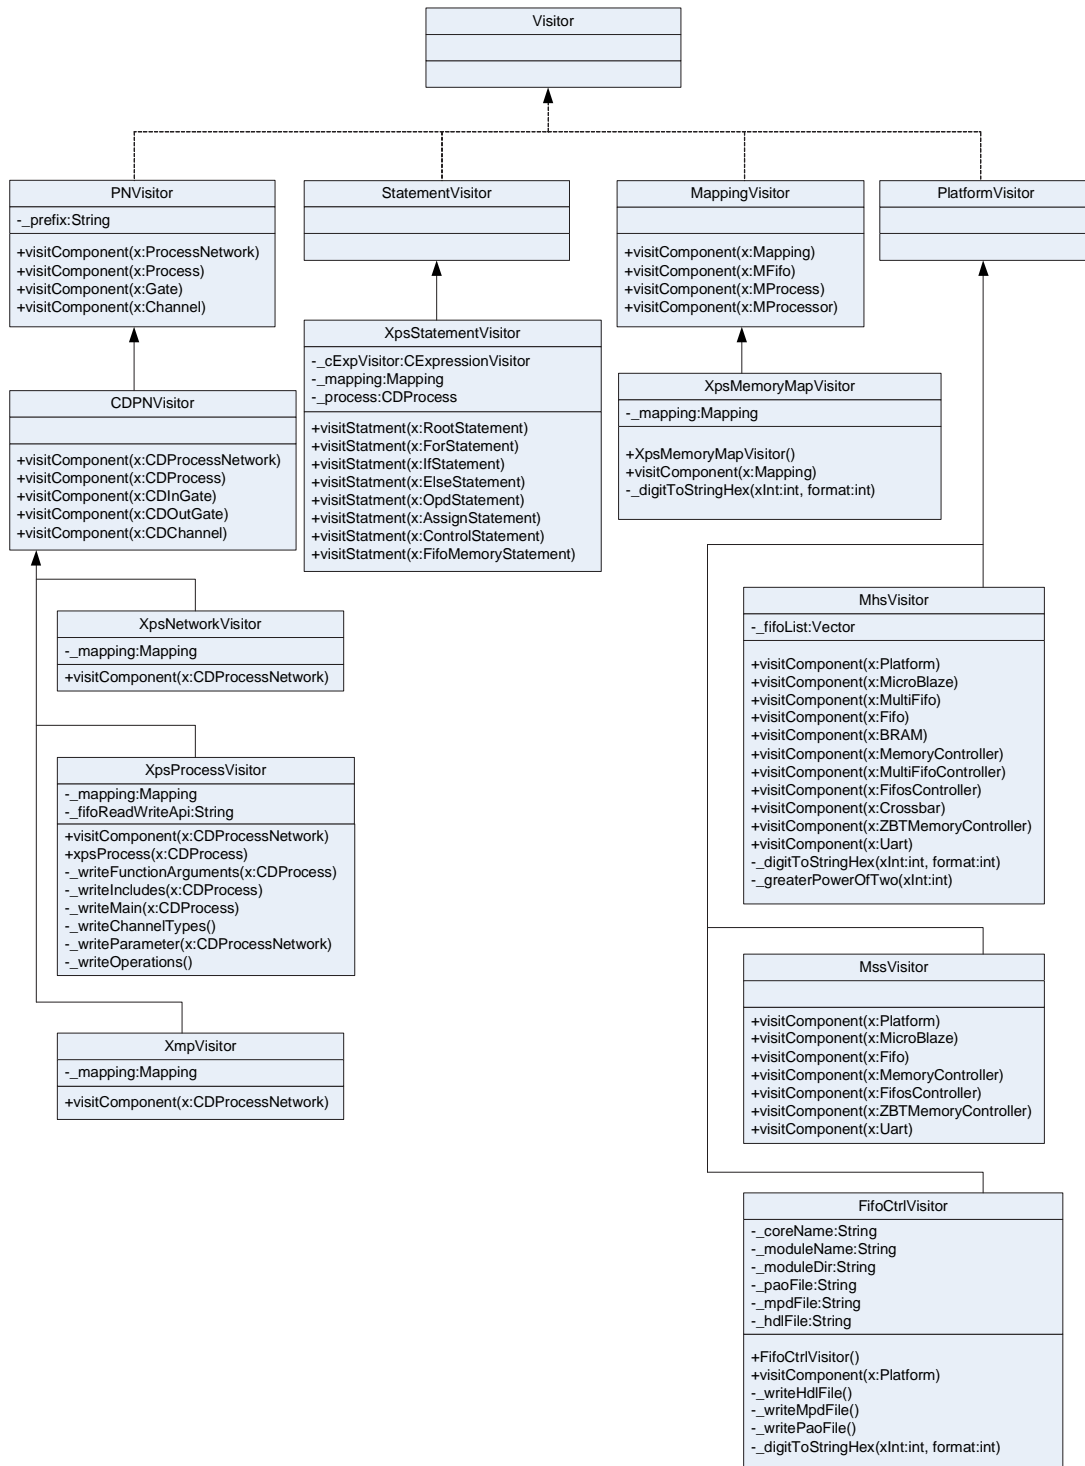 Visitor
PNVisitor
-_prefix:String
+visitComponent(x:ProcessNetwork)
+visitComponent(x:Process)
+visitComponent(x:Gate)
+visitComponent(x:Channel)
StatementVisitor
MappingVisitor
+visitComponent(x:Mapping)
+visitComponent(x:MFifo)
+visitComponent(x:MProcess)
+visitComponent(x:MProcessor)
PlatformVisitor
CDPNVisitor
+visitComponent(x:CDProcessNetwork)
+visitComponent(x:CDProcess)
+visitComponent(x:CDInGate)
+visitComponent(x:CDOutGate)
+visitComponent(x:CDChannel)
XpsStatementVisitor
-_cExpVisitor:CExpressionVisitor
-_mapping:Mapping
-_process:CDProcess
+visitStatment(x:RootStatement)
+visitStatment(x:ForStatement)
+visitStatment(x:IfStatement)
+visitStatment(x:ElseStatement)
+visitStatment(x:OpdStatement)
+visitStatment(x:AssignStatement)
+visitStatment(x:ControlStatement)
+visitStatment(x:FifoMemoryStatement)
XpsMemoryMapVisitor
-_mapping:Mapping
+XpsMemoryMapVisitor()
+visitComponent(x:Mapping)
-_digitToStringHex(xInt:int, format:int)
XpsNetworkVisitor
-_mapping:Mapping
+visitComponent(x:CDProcessNetwork)
XpsProcessVisitor
-_mapping:Mapping
-_fifoReadWriteApi:String
+visitComponent(x:CDProcessNetwork)
+xpsProcess(x:CDProcess)
-_writeFunctionArguments(x:CDProcess)
-_writeIncludes(x:CDProcess)
-_writeMain(x:CDProcess)
-_writeChannelTypes()
-_writeParameter(x:CDProcessNetwork)
-_writeOperations()
XmpVisitor
-_mapping:Mapping
+visitComponent(x:CDProcessNetwork)
MhsVisitor
-_fifoList:Vector
+visitComponent(x:Platform)
+visitComponent(x:MicroBlaze)
+visitComponent(x:MultiFifo)
+visitComponent(x:Fifo)
+visitComponent(x:BRAM)
+visitComponent(x:MemoryController)
+visitComponent(x:MultiFifoController)
+visitComponent(x:FifosController)
+visitComponent(x:Crossbar)
+visitComponent(x:ZBTMemoryController)
+visitComponent(x:Uart)
-_digitToStringHex(xInt:int, format:int)
-_greaterPowerOfTwo(xInt:int)
MssVisitor
+visitComponent(x:Platform)
+visitComponent(x:MicroBlaze)
+visitComponent(x:Fifo)
+visitComponent(x:MemoryController)
+visitComponent(x:FifosController)
+visitComponent(x:ZBTMemoryController)
+visitComponent(x:Uart)
FifoCtrlVisitor
-_coreName:String
-_moduleName:String
-_moduleDir:String
-_paoFile:String
-_mpdFile:String
-_hdlFile:String
+FifoCtrlVisitor()
+visitComponent(x:Platform)
-_writeHdlFile()
-_writeMpdFile()
-_writePaoFile()
-_digitToStringHex(xInt:int, format:int)